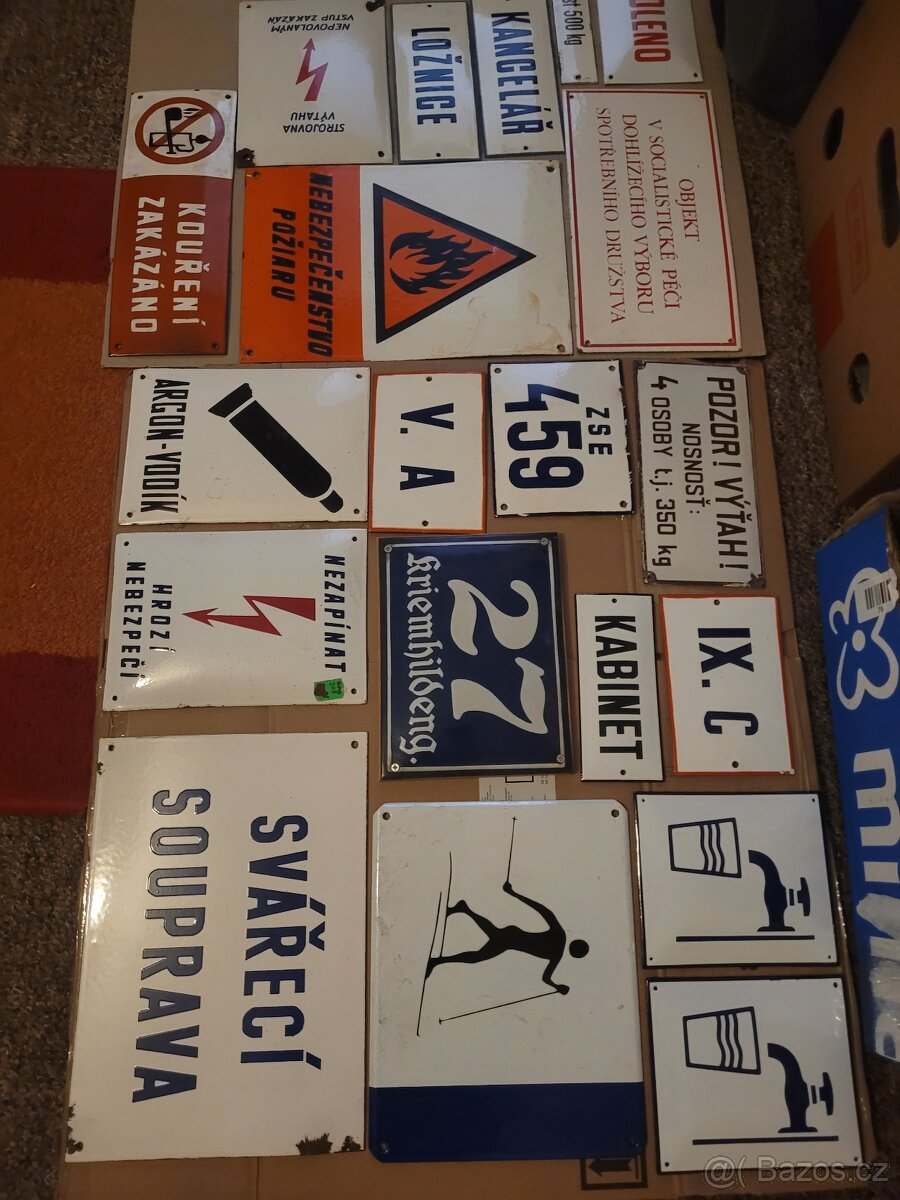 NEPOVOLANÝM
VSTUP ZAKÁZÁN
STROJOVNA
VÝTAHU
LOŽNICE
KANCELÁŘ
500 kg
OLENO
KOUŘENÍ
ZAKÁZÁNO
NEBEZPEČENSTVO
POŽIARU
OBJEKT
V SOCIALISTICKÉ PÉČI
DOHLÍŽECÍHO VÝBORU
SPOTŘEBNÍHO DRUŽSTVA
ARGON-VODÍK
V. A
ZSE
459
POZOR! VÝŤAH!
NOSNOSŤ:
4 OSOBY t.j. 350 kg
NEZAPÍNAT
HROZÍ
NEBEZPEČÍ
27
Kriemhildeng.
KABINET
IX. C
SVÁŘECÍ
SOUPRAVA
@( Bazos.cz